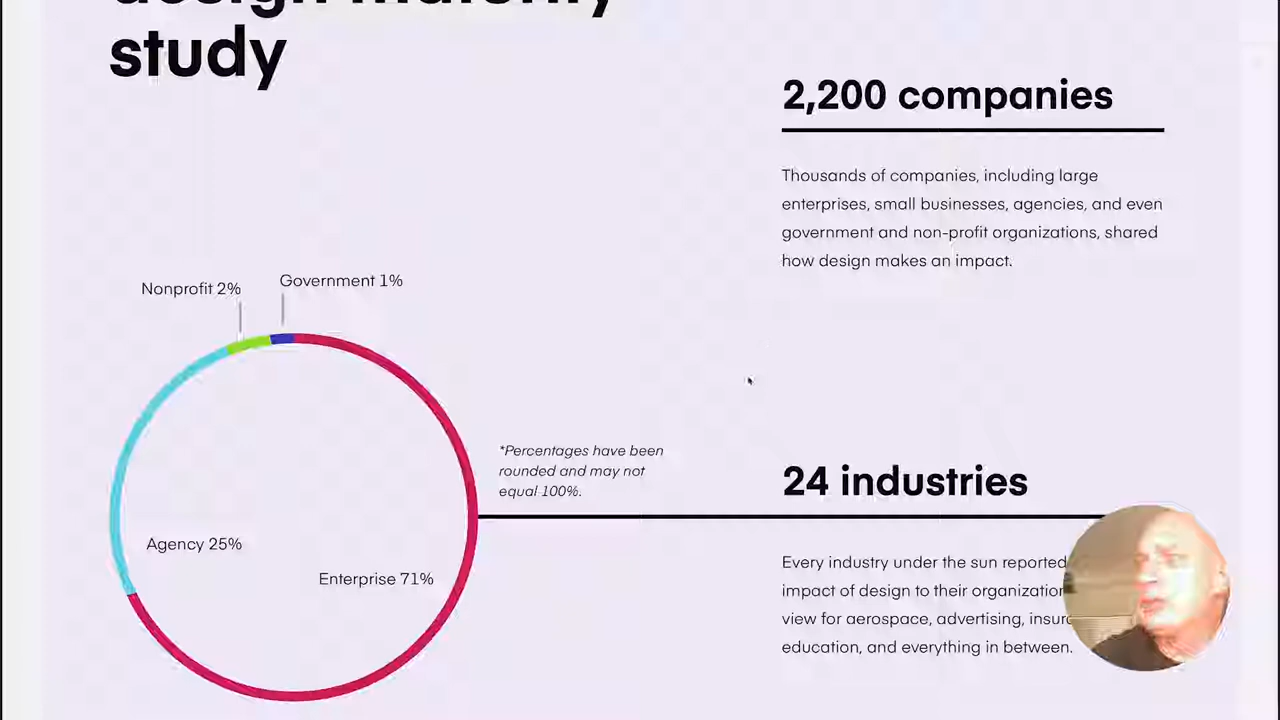 design maturity
study
2,200 companies
Thousands of companies, including large
enterprises, small businesses, agencies, and even
government and non-profit organizations, shared
how design makes an impact.
Nonprofit 2%
Government 1%
*Percentages have been
rounded and may not
equal 100%.
Agency 25%
Enterprise 71%
24 industries
Every industry under the sun reported
impact of design to their organization
view for aerospace, advertising,
education, and everything in between.